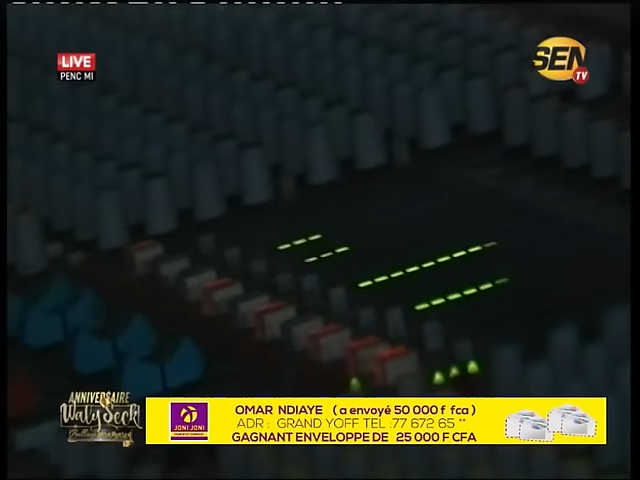 LIVE
PENC MI
SEN
TV
ANNIVERSAIRE
Waly Seck
JONI JONI
OMAR NDIAYE (a envoyé 50 000 f fca)
ADR : GRAND YOFF TEL :77 672 65 **
GAGNANT ENVELOPPE DE 25 000 F CFA